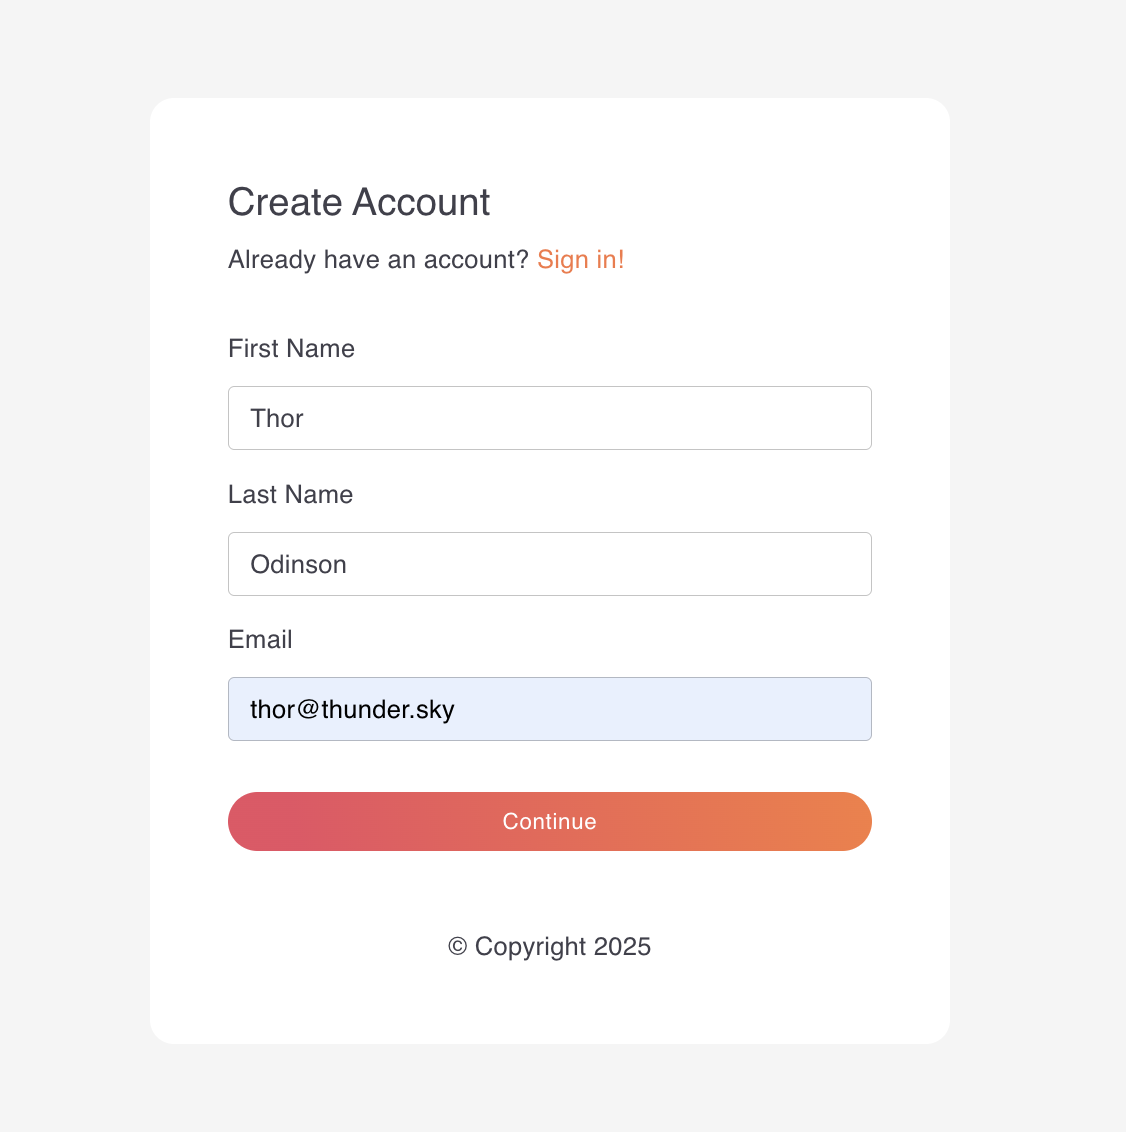 Create Account
Already have an account? Sign in!
First Name
Thor
Last Name
Odinson
Email
thor@thunder.sky
Continue
© Copyright 2025